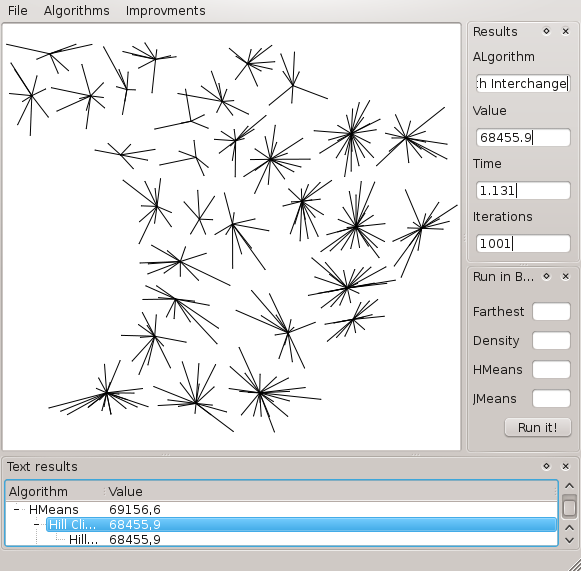 File Algorithms Improvments
Results
ALgorithm
h Interchange
Value
68455.9
Time
1.131
Iterations
1001
Run in B...
Farthest
Density
HMeans
JMeans
Run it!
Text results
Algorithm Value
HMeans 69156,6
Hill Cli... 68455,9
Hill... 68455,9